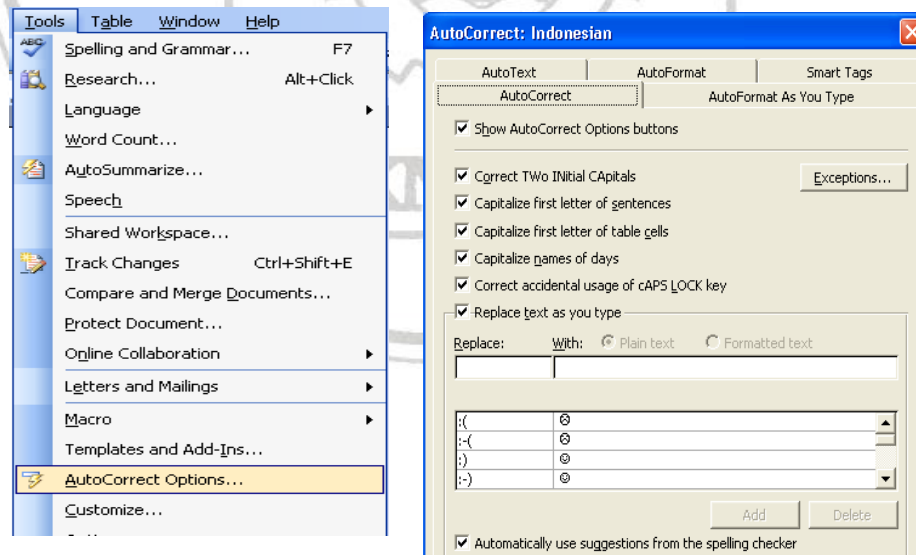 Tools Table Window Help
ABC
Spelling and Grammar... F7
Research... Alt+Click
Language
Word Count...
AutoSummarize...
Speech
Shared Workspace...
Track Changes Ctrl+Shift+E
Compare and Merge Documents...
Protect Document...
Online Collaboration
Letters and Mailings
Macro
Templates and Add-Ins...
AutoCorrect Options...
Customize...
AutoCorrect: Indonesian
AutoText AutoFormat Smart Tags
AutoCorrect AutoFormat As You Type
Show AutoCorrect Options buttons
Correct TWo INitial CApitals Exceptions...
Capitalize first letter of sentences
Capitalize first letter of table cells
Capitalize names of days
Correct accidental usage of cAPS LOCK key
Replace text as you type
Replace: With: Plain text Formatted text
:( ☹
:-( ☹
:) ☺
:-) ☺
Add Delete
Automatically use suggestions from the spelling checker